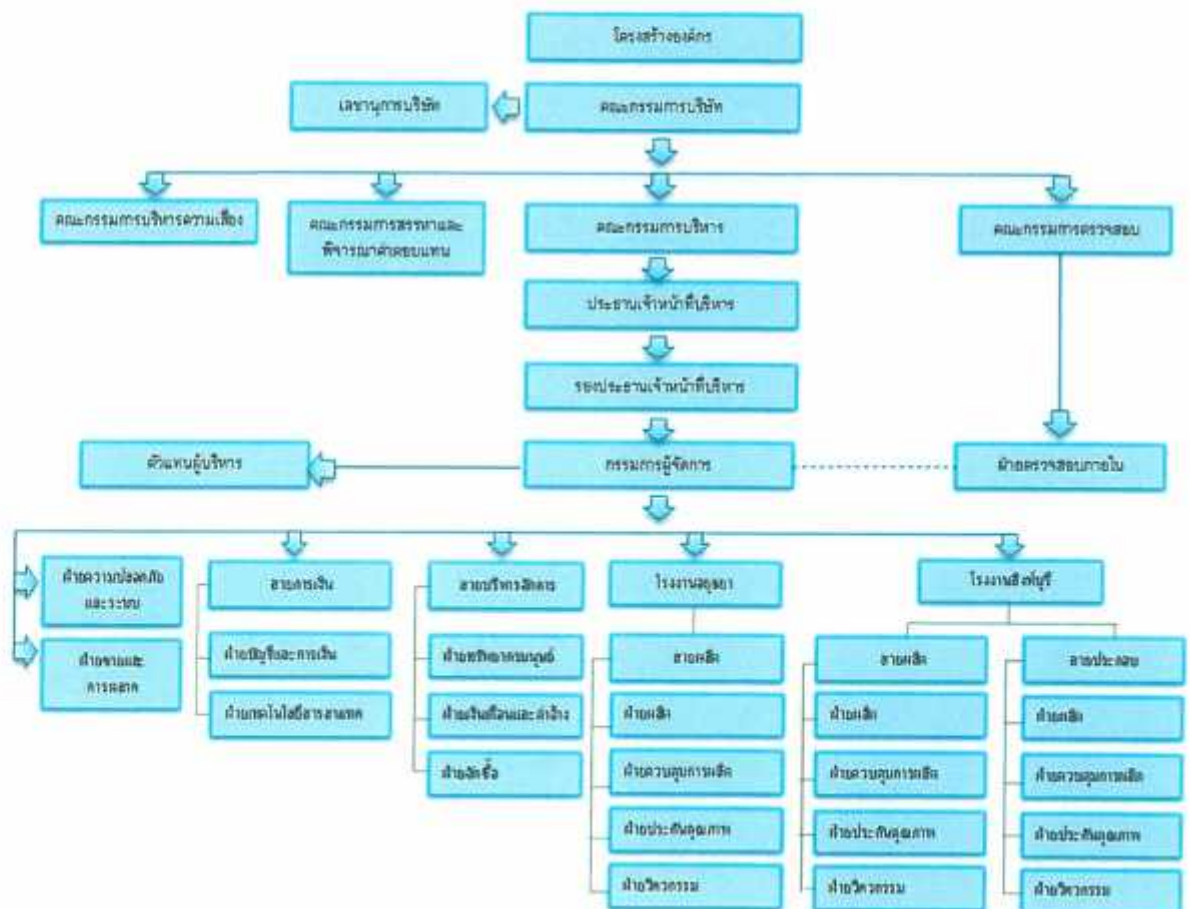 โครงสร้างองค์กร
เลขานุการบริษัท
คณะกรรมการบริษัท
คณะกรรมการบริหารความเสี่ยง
คณะกรรมการสรรหาและ
พิจารณาค่าตอบแทน
คณะกรรมการบริหาร
คณะกรรมการตรวจสอบ
ประธานเจ้าหน้าที่บริหาร
รองประธานเจ้าหน้าที่บริหาร
ตัวแทนผู้บริหาร
กรรมการผู้จัดการ
ฝ่ายตรวจสอบภายใน
ฝ่ายความปลอดภัย
และระบบ
ฝ่ายขายและ
การตลาด
สายการเงิน
ฝ่ายบัญชีและการเงิน
ฝ่ายเทคโนโลยีสารสนเทศ
สายบริหารจัดการ
ฝ่ายทรัพยากรมนุษย์
ฝ่ายเงินเดือนและค่าจ้าง
ฝ่ายจัดซื้อ
โรงงานอยุธยา
สายผลิต
ฝ่ายผลิต
ฝ่ายควบคุมการผลิต
ฝ่ายประกันคุณภาพ
ฝ่ายวิศวกรรม
โรงงานสิงห์บุรี
สายผลิต
ฝ่ายผลิต
ฝ่ายควบคุมการผลิต
ฝ่ายประกันคุณภาพ
ฝ่ายวิศวกรรม
สายประกอบ
ฝ่ายผลิต
ฝ่ายควบคุมการผลิต
ฝ่ายประกันคุณภาพ
ฝ่ายวิศวกรรม